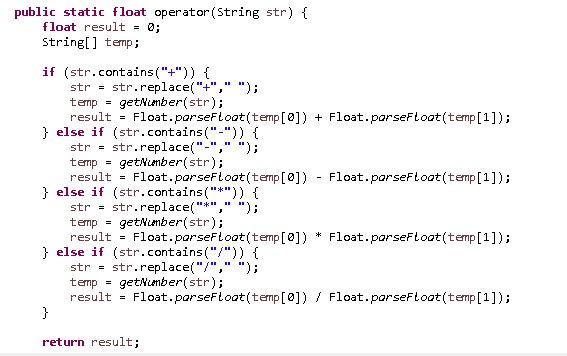 public static float operator(String str) {
    float result = 0;
    String[] temp;

    if (str.contains("+")) {
        str = str.replace("+"," ");
        temp = getNumber(str);
        result = Float.parseFloat(temp[0]) + Float.parseFloat(temp[1]);
    } else if (str.contains("-")) {
        str = str.replace("-"," ");
        temp = getNumber(str);
        result = Float.parseFloat(temp[0]) - Float.parseFloat(temp[1]);
    } else if (str.contains("*")) {
        str = str.replace("*"," ");
        temp = getNumber(str);
        result = Float.parseFloat(temp[0]) * Float.parseFloat(temp[1]);
    } else if (str.contains("/")) {
        str = str.replace("/"," ");
        temp = getNumber(str);
        result = Float.parseFloat(temp[0]) / Float.parseFloat(temp[1]);
    }

    return result;